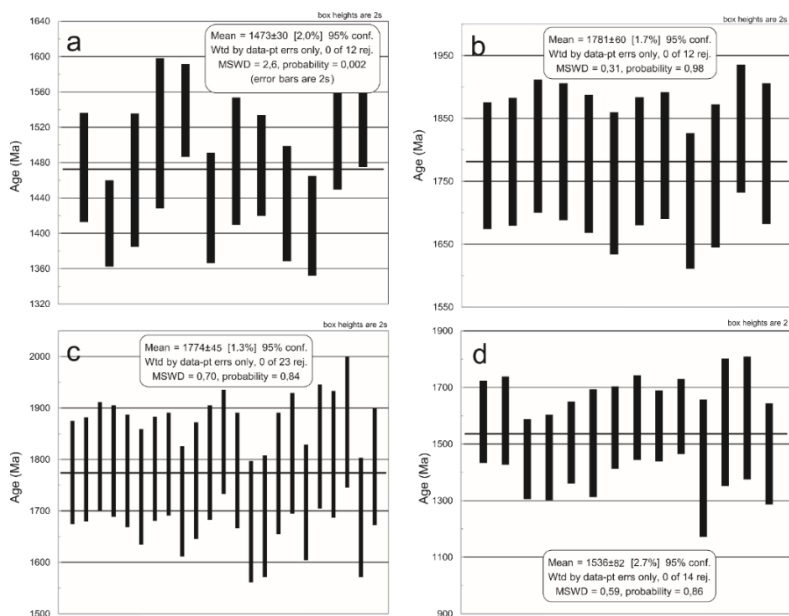 box heights are 2s
a
Mean = 1473±30 [2.0%] 95% conf.
Wtd by data-pt errs only, 0 of 12 rej.
MSWD = 2,6, probability = 0,002
(error bars are 2s)
Age (Ma)
1640
1600
1560
1520
1480
1440
1400
1360
1320
box heights are 2s
b
Mean = 1781±60 [1.7%] 95% conf.
Wtd by data-pt errs only, 0 of 12 rej.
MSWD = 0,31, probability = 0,98
Age (Ma)
1950
1850
1750
1650
1550
box heights are 2s
c
Mean = 1774±45 [1.3%] 95% conf.
Wtd by data-pt errs only, 0 of 23 rej.
MSWD = 0,70, probability = 0,84
Age (Ma)
2000
1900
1800
1700
1600
1500
box heights are 2
d
Age (Ma)
1900
1700
1500
1300
1100
900
Mean = 1536±82 [2.7%] 95% conf.
Wtd by data-pt errs only, 0 of 14 rej.
MSWD = 0,59, probability = 0,86